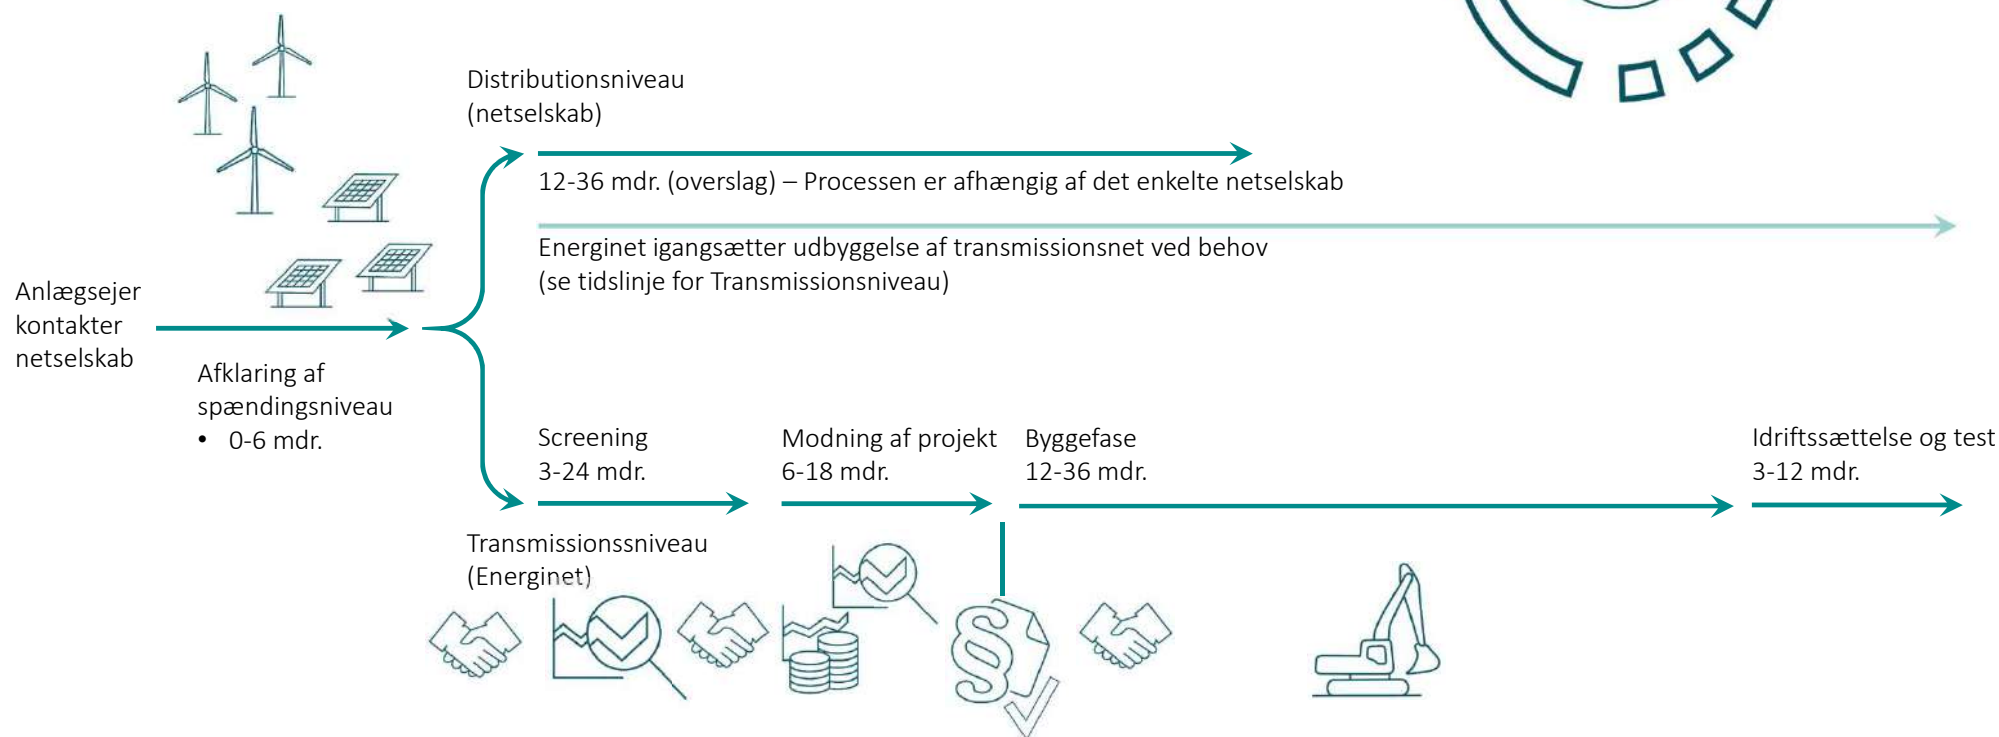 Distributionsniveau
(netselskab)
12-36 mdr. (overslag) – Processen er afhængig af det enkelte netselskab
Energinet igangsætter udbyggelse af transmissionsnet ved behov
(se tidslinje for Transmissionsniveau)
Anlægsejer
kontakter
netselskab
Afklaring af
spændingsniveau
• 0-6 mdr.
Screening
3-24 mdr.
Modning af projekt
6-18 mdr.
Byggefase
12-36 mdr.
Idriftssættelse og test
3-12 mdr.
Transmissionssniveau
(Energinet)
§